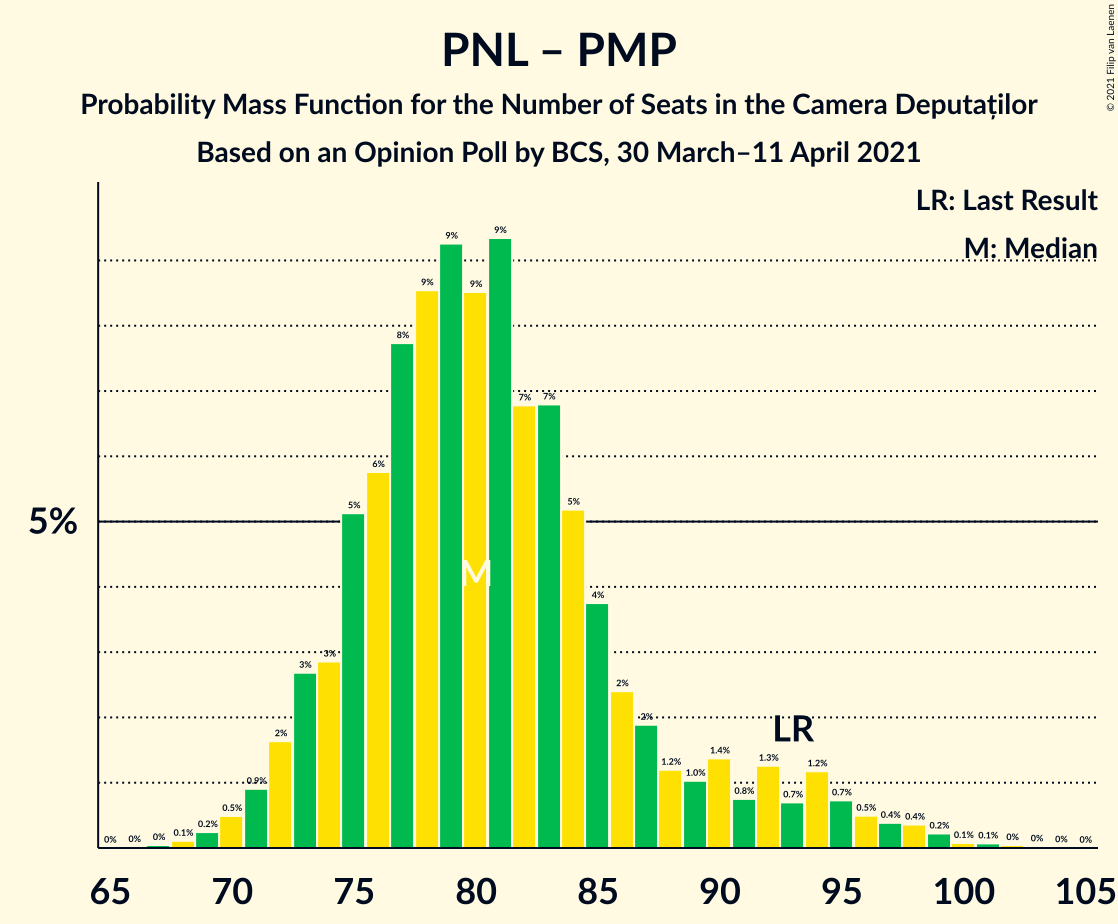 PNL – PMP
Probability Mass Function for the Number of Seats in the Camera Deputaților
Based on an Opinion Poll by BCS, 30 March–11 April 2021
© 2021 Filip van Laenen
LR: Last Result
M: Median
5%
0% 0% 0% 0.1% 0.2% 0.5% 0.9% 2% 3% 3% 5% 6% 8% 9% 9% 9% 9% 7% 7% 5% 4% 2% 2% 1.2% 1.0% 1.4% 0.8% 1.3% 0.7% 1.2% 0.7% 0.5% 0.4% 0.4% 0.2% 0.1% 0.1% 0% 0% 0% 0%
M
LR
65 70 75 80 85 90 95 100 105